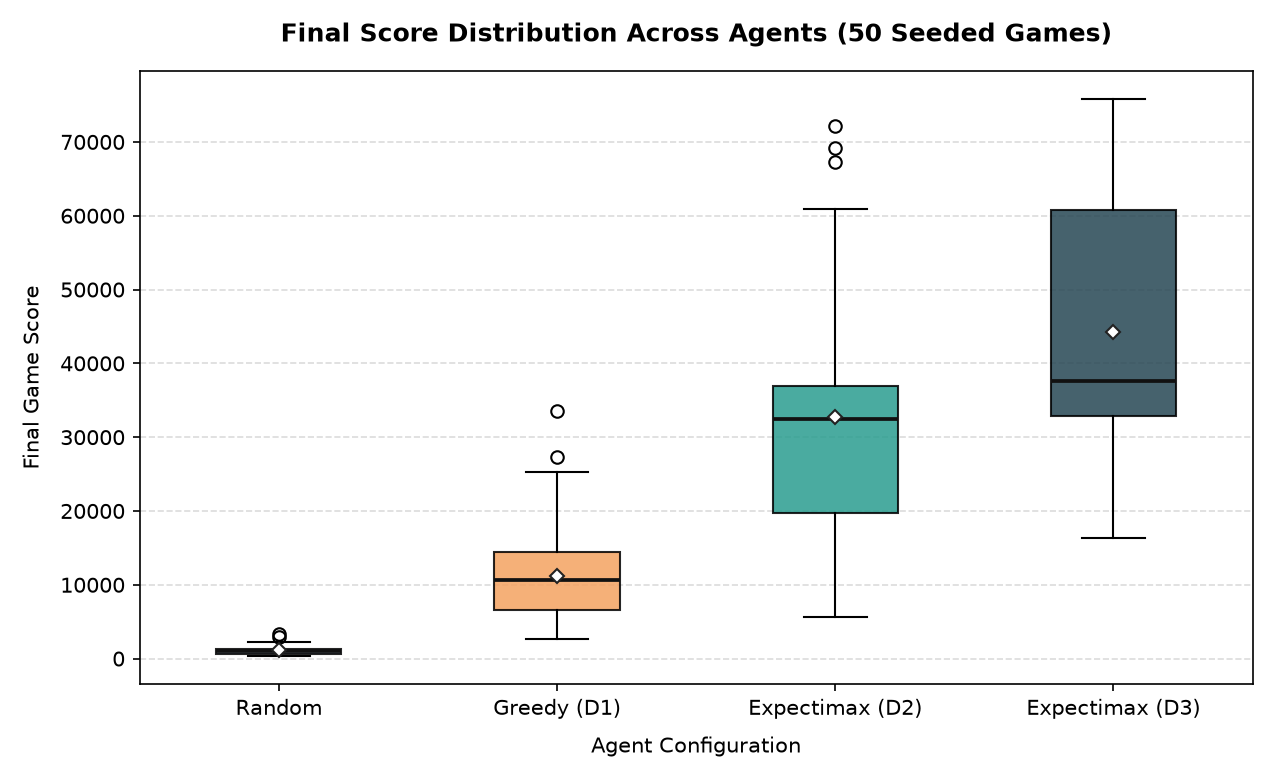 Final Score Distribution Across Agents (50 Seeded Games)
Final Game Score
70000
60000
50000
40000
30000
20000
10000
0
Random
Greedy (D1)
Expectimax (D2)
Expectimax (D3)
Agent Configuration